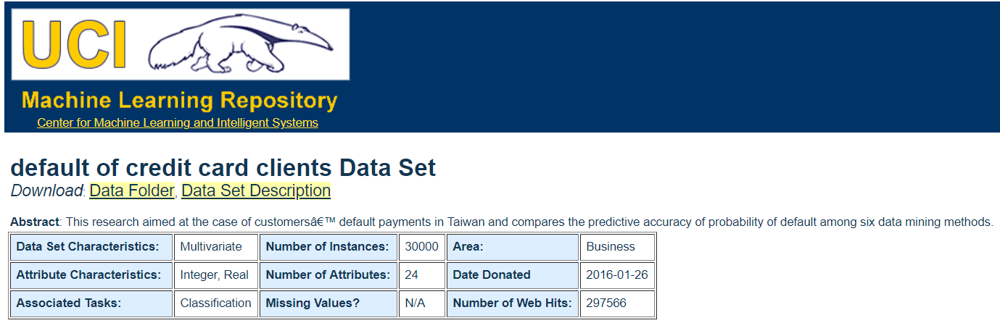 UCI
Machine Learning Repository
Center for Machine Learning and Intelligent Systems
default of credit card clients Data Set
Download: Data Folder, Data Set Description
Abstract: This research aimed at the case of customersâ€™ default payments in Taiwan and compares the predictive accuracy of probability of default among six data mining methods.
Data Set Characteristics: Multivariate Number of Instances: 30000 Area: Business
Attribute Characteristics: Integer, Real Number of Attributes: 24 Date Donated 2016-01-26
Associated Tasks: Classification Missing Values? N/A Number of Web Hits: 297566